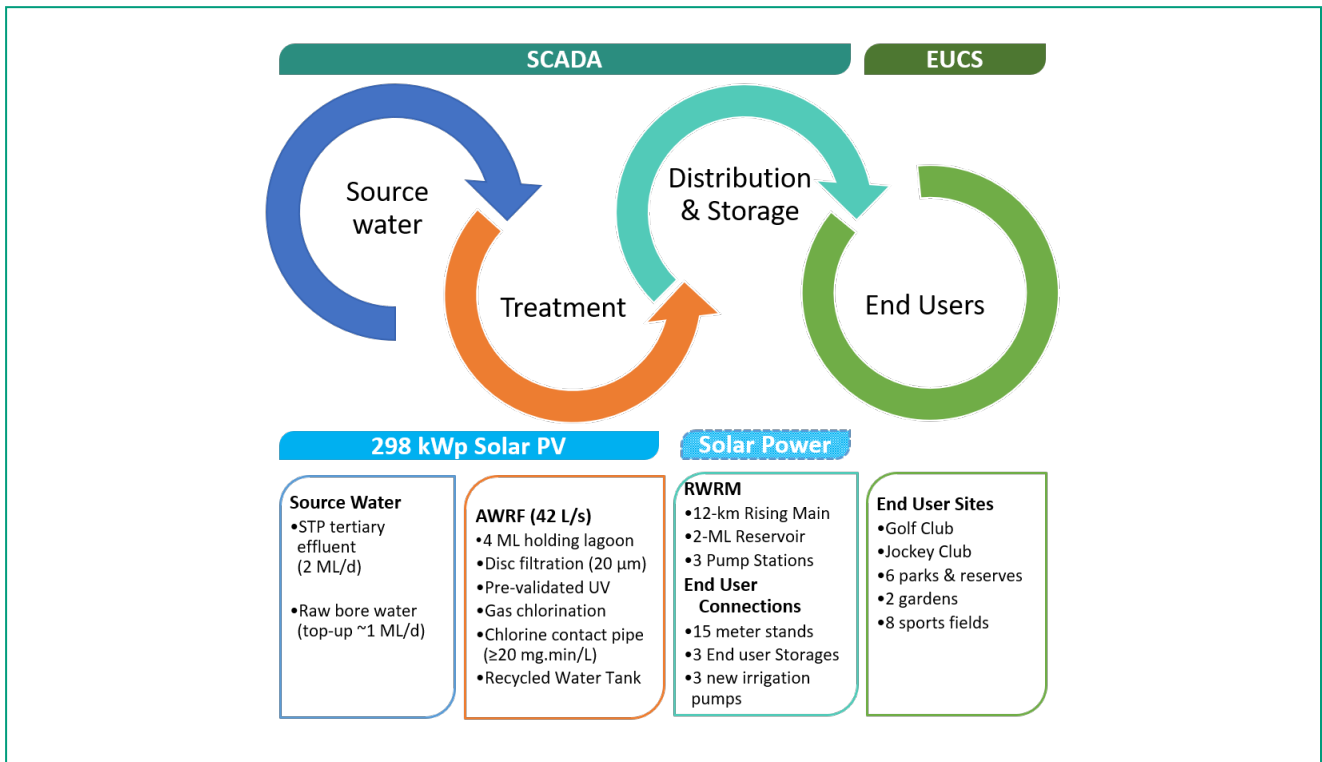 SCADA
EUCS
Source
water
Treatment
Distribution
& Storage
End Users
298 kWp Solar PV
Solar Power
Source Water
•STP tertiary
effluent
(2 ML/d)
•Raw bore water
(top-up ~1 ML/d)
AWRF (42 L/s)
•4 ML holding lagoon
•Disc filtration (20 μm)
•Pre-validated UV
•Gas chlorination
•Chlorine contact pipe
(≥20 mg.min/L)
•Recycled Water Tank
RWRM
•12-km Rising Main
•2-ML Reservoir
•3 Pump Stations
End User
Connections
•15 meter stands
•3 End user Storages
•3 new irrigation
pumps
End User Sites
•Golf Club
•Jockey Club
•6 parks & reserves
•2 gardens
•8 sports fields